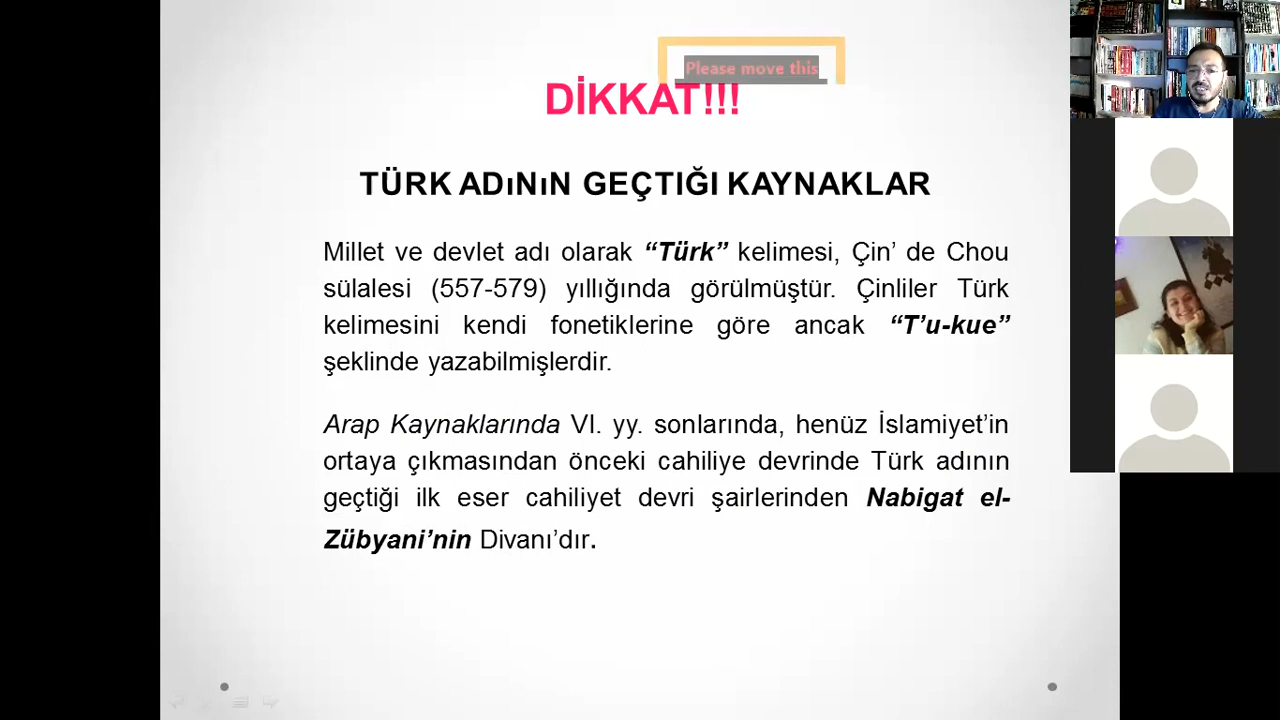 Please move this
DİKKAT!!!
TÜRK ADıNıN GEÇTIĞI KAYNAKLAR
Millet ve devlet adı olarak “Türk” kelimesi, Çin’ de Chou
sülalesi (557-579) yıllığında görülmüştür. Çinliler Türk
kelimesini kendi fonetiklerine göre ancak “T’u-kue”
şeklinde yazabilmişlerdir.
Arap Kaynaklarında VI. yy. sonlarında, henüz İslamiyet’in
ortaya çıkmasından önceki cahiliye devrinde Türk adının
geçtiği ilk eser cahiliyet devri şairlerinden Nabigat el-
Zübyani’nin Divanı’dır.